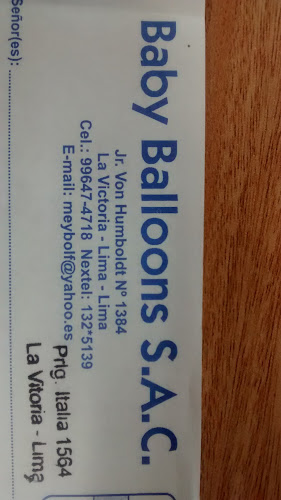 Baby Balloons S.A.C.
Jr. Von Humboldt N° 1384
La Victoria - Lima - Lima
Cel.: 99647-4718 Nextel: 132*5139
E-mail: meybolf@yahoo.es
Prlg. Italia 1564
La Vitoria - Lima
Señor(es):